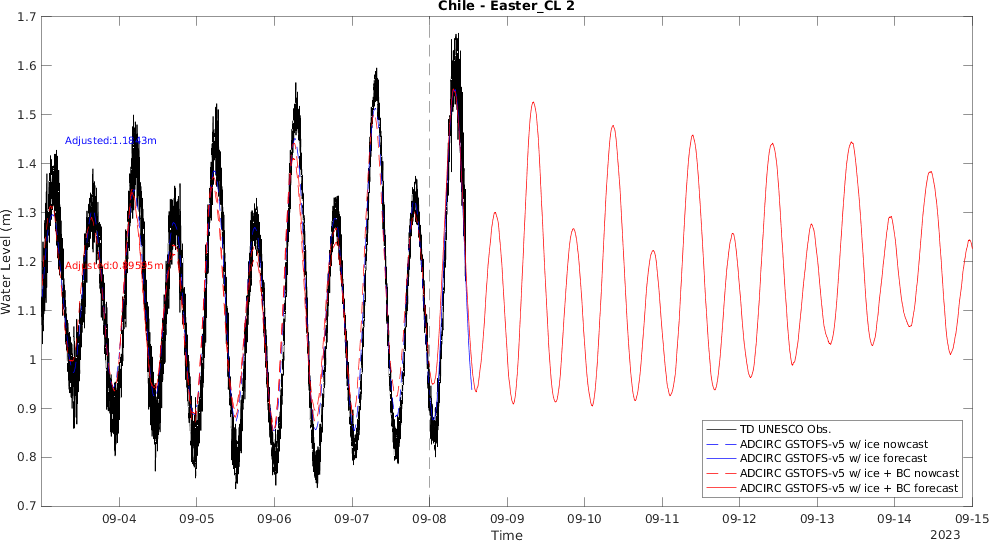 Chile - Easter_CL 2
1.7
1.6
1.5
1.4
1.3
1.2
1.1
1
0.9
0.8
0.7
Water Level (m)
Adjusted:1.1843m
TD UNESCO Obs.
ADCIRC GSTOFS-v5 w/ ice nowcast
ADCIRC GSTOFS-v5 w/ ice forecast
ADCIRC GSTOFS-v5 w/ ice + BC nowcast
ADCIRC GSTOFS-v5 w/ ice + BC forecast
09-04 09-05 09-06 09-07 09-08 09-09 09-10 09-11 09-12 09-13 09-14 09-15
Time
2023